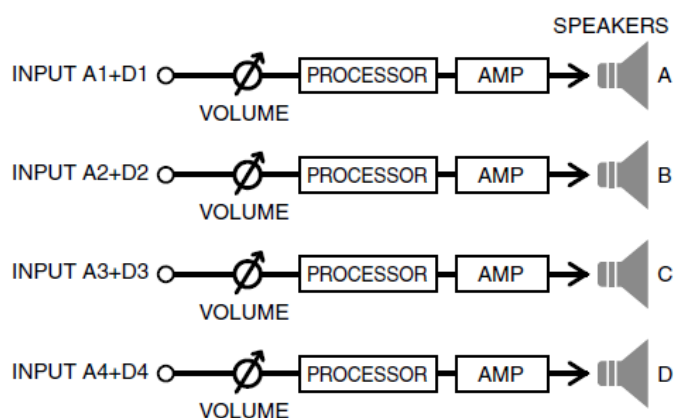 SPEAKERS
INPUT A1+D1 PROCESSOR AMP A
VOLUME
INPUT A2+D2 PROCESSOR AMP B
VOLUME
INPUT A3+D3 PROCESSOR AMP C
VOLUME
INPUT A4+D4 PROCESSOR AMP D
VOLUME